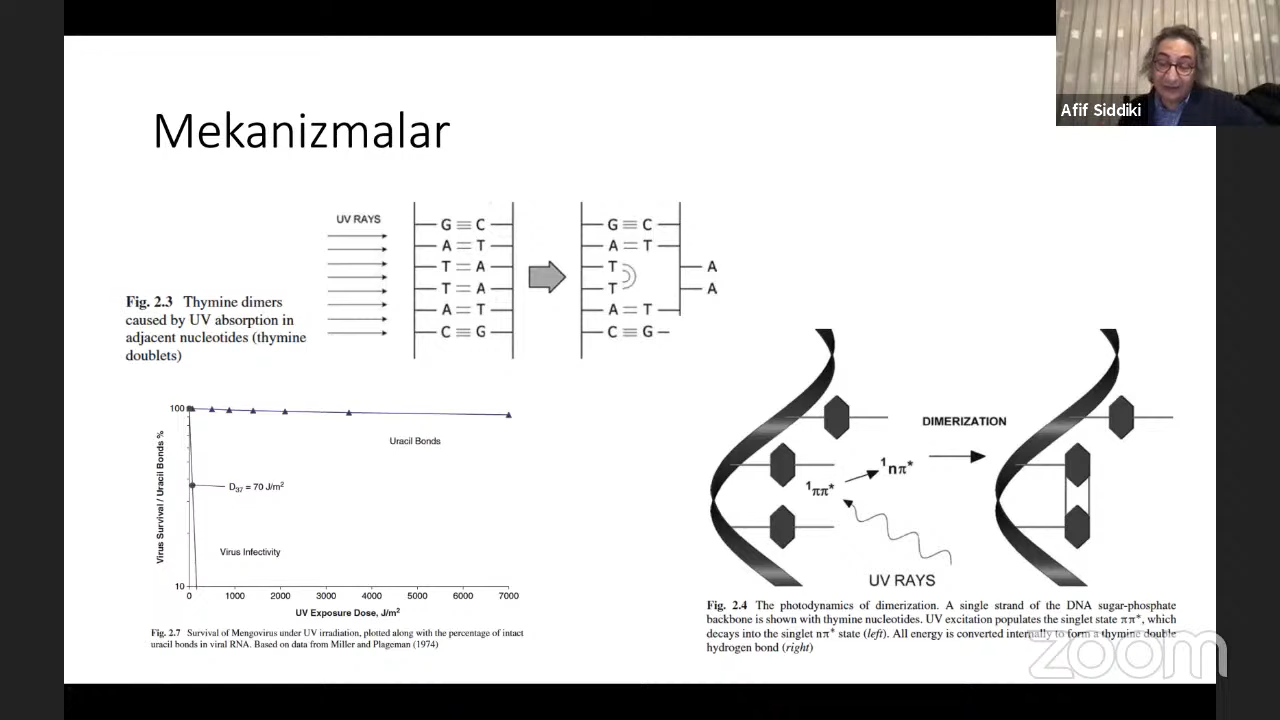 Afif Siddiki
Mekanizmalar
UV RAYS
G ≡ C
A = T
T = A
T = A
A = T
C ≡ G
G ≡ C
A = T
T
A
T
A
A = T
C ≡ G
Fig. 2.3 Thymine dimers
caused by UV absorption in
adjacent nucleotides (thymine
doublets)
Virus Survival / Uracil Bonds %
100
10
Uracil Bonds
D37 = 70 J/m²
Virus Infectivity
0 1000 2000 3000 4000 5000 6000 7000
UV Exposure Dose, J/m²
Fig. 2.7 Survival of Mengovirus under UV irradiation, plotted along with the percentage of intact
uracil bonds in viral RNA. Based on data from Miller and Plageman (1974)
DIMERIZATION
¹nπ*
¹ππ*
UV RAYS
Fig. 2.4 The photodynamics of dimerization. A single strand of the DNA sugar-phosphate
backbone is shown with thymine nucleotides. UV excitation populates the singlet state ππ*, which
decays into the singlet nπ* state (left). All energy is converted internally to form a thymine double
hydrogen bond (right)
zoom